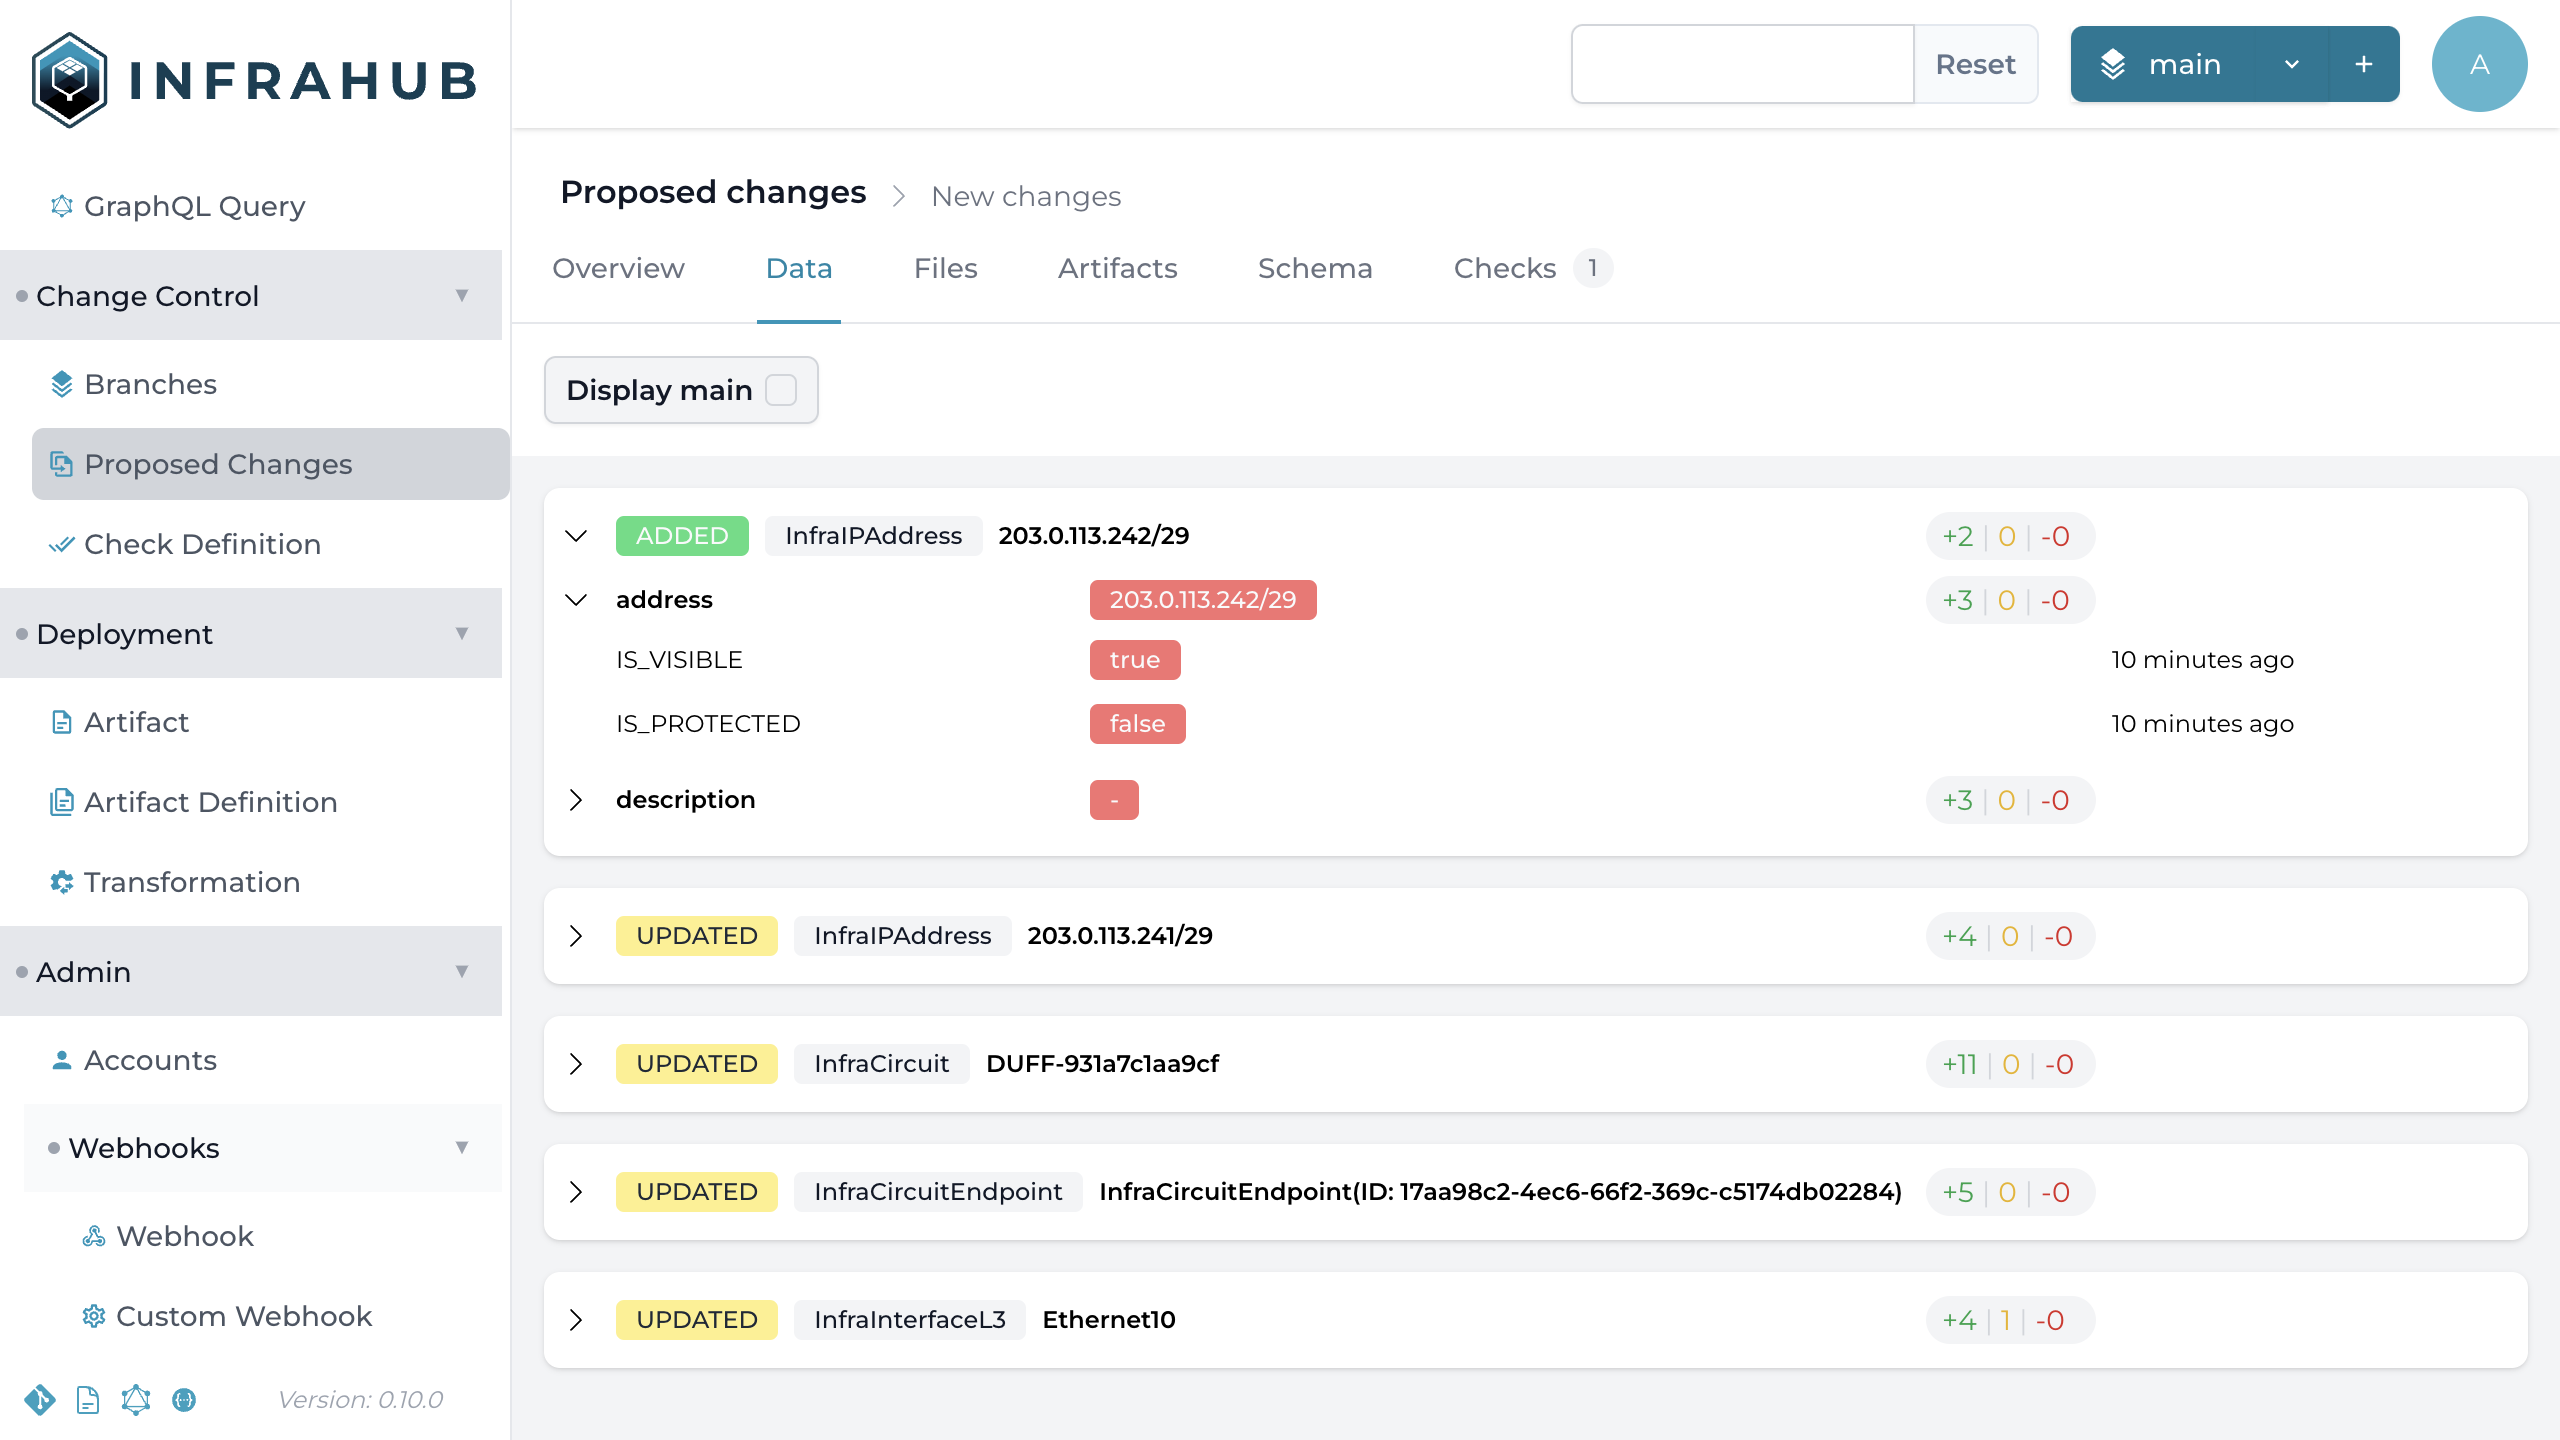 INFRAHUB
GraphQL Query
Change Control
Branches
Proposed Changes
Check Definition
Deployment
Artifact
Artifact Definition
Transformation
Admin
Accounts
Webhooks
Webhook
Custom Webhook
Version: 0.10.0
Reset
main
+
A
Proposed changes > New changes
Overview Data Files Artifacts Schema Checks 1
Display main
ADDED InfraIPAddress 203.0.113.242/29 +2 | 0 | -0
address 203.0.113.242/29 +3 | 0 | -0
IS_VISIBLE true 10 minutes ago
IS_PROTECTED false 10 minutes ago
description - +3 | 0 | -0
UPDATED InfraIPAddress 203.0.113.241/29 +4 | 0 | -0
UPDATED InfraCircuit DUFF-931a7c1aa9cf +11 | 0 | -0
UPDATED InfraCircuitEndpoint InfraCircuitEndpoint(ID: 17aa98c2-4ec6-66f2-369c-c5174db02284) +5 | 0 | -0
UPDATED InfraInterfaceL3 Ethernet10 +4 | 1 | -0